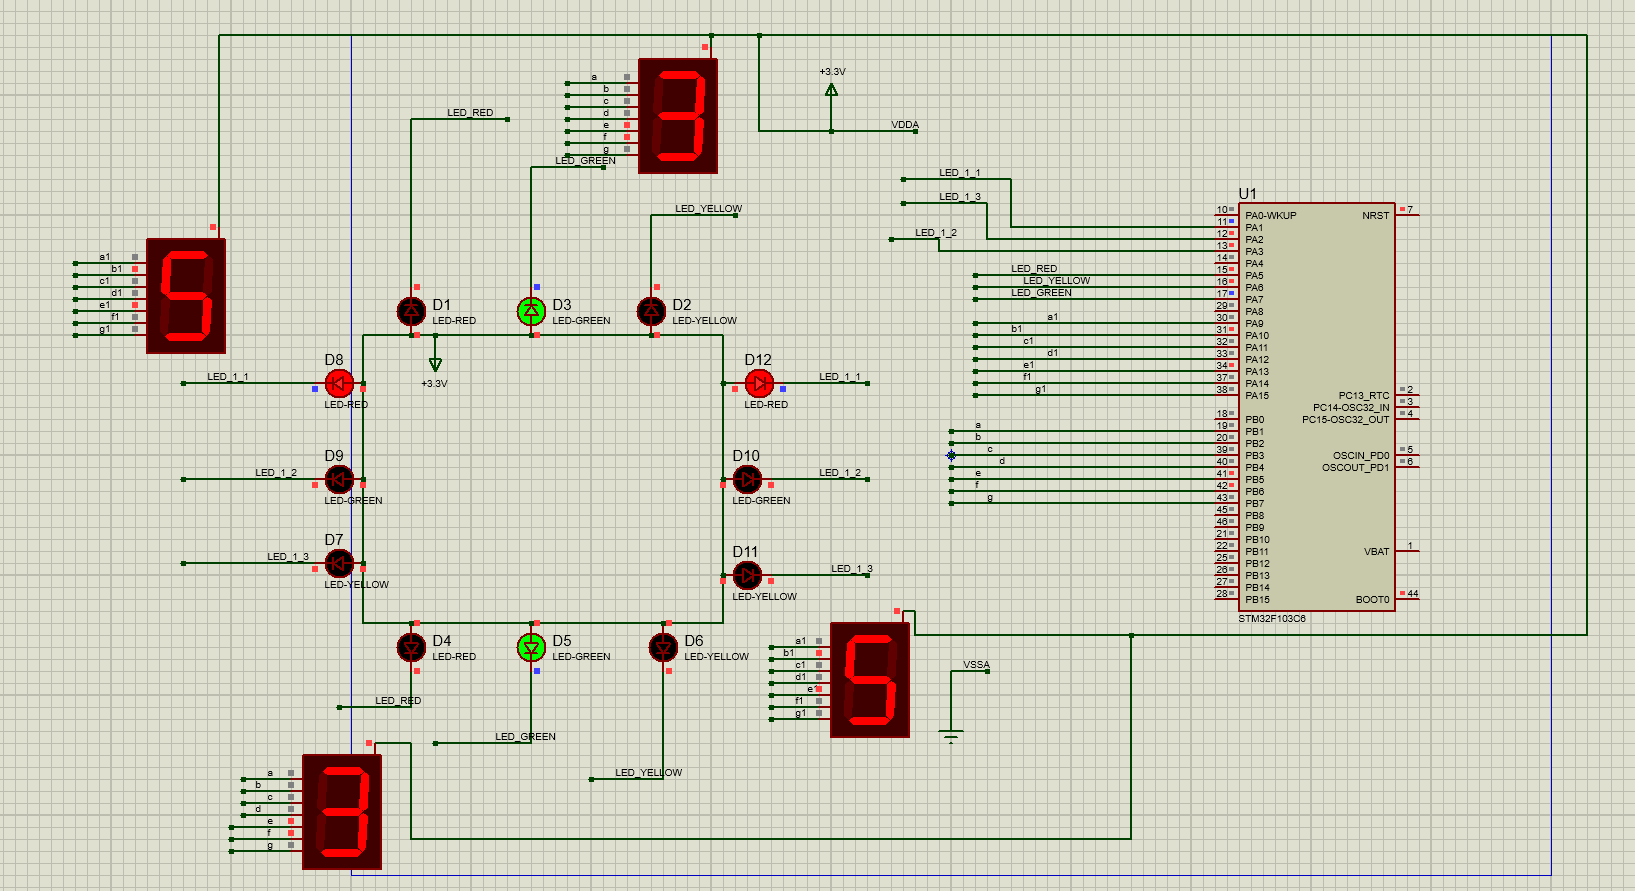 +3.3V
a
b
c
d
e
f
g
LED_RED
VDDA
LED_GREEN
LED_1_1
LED_1_3
LED_YELLOW
LED_1_2
a1
b1
c1
d1
e1
f1
g1
D1
LED-RED
D3
LED-GREEN
D2
LED-YELLOW
+3.3V
D8
LED_1_1
LED-RED
D12
LED_1_1
LED-RED
D9
LED_1_2
LED-GREEN
D10
LED_1_2
LED-GREEN
D7
LED_1_3
LED-YELLOW
D11
LED_1_3
LED-YELLOW
D4
LED-RED
D5
LED-GREEN
D6
LED-YELLOW
LED_RED
LED_GREEN
LED_YELLOW
a
b
c
d
e
f
g
a1
b1
c1
d1
e1
f1
g1
VSSA
LED_RED
LED_YELLOW
LED_GREEN
a1
b1
c1
d1
e1
f1
g1
a
b
c
d
e
f
g
U1
10 PA0-WKUP NRST 7
11 PA1
12 PA2
13 PA3
14 PA4
15 PA5
16 PA6
17 PA7
29 PA8
30 PA9
31 PA10
32 PA11
33 PA12
34 PA13
37 PA14
38 PA15 PC13_RTC 2
PC14-OSC32_IN 3
18 PB0 PC15-OSC32_OUT 4
19 PB1
20 PB2
39 PB3 OSCIN_PD0 5
40 PB4 OSCOUT_PD1 6
41 PB5
42 PB6
43 PB7
45 PB8
46 PB9
21 PB10
22 PB11 VBAT 1
25 PB12
26 PB13
27 PB14
28 PB15 BOOT0 44
STM32F103C6
3
5
5
3